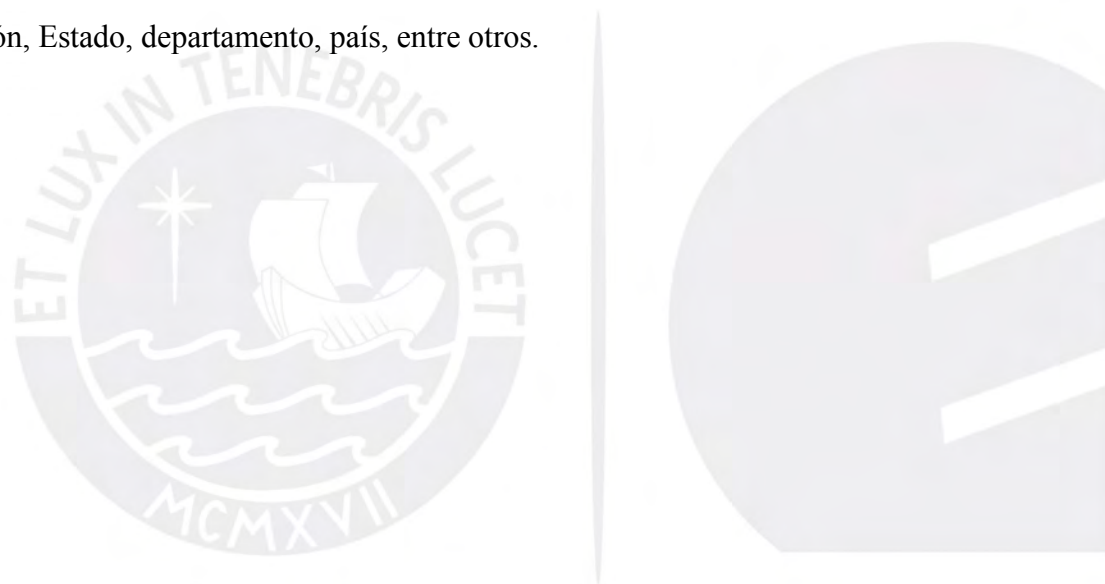 ón, Estado, departamento, país, entre otros.
ET LUX IN TENEBRIS LUCET
MCMXVII